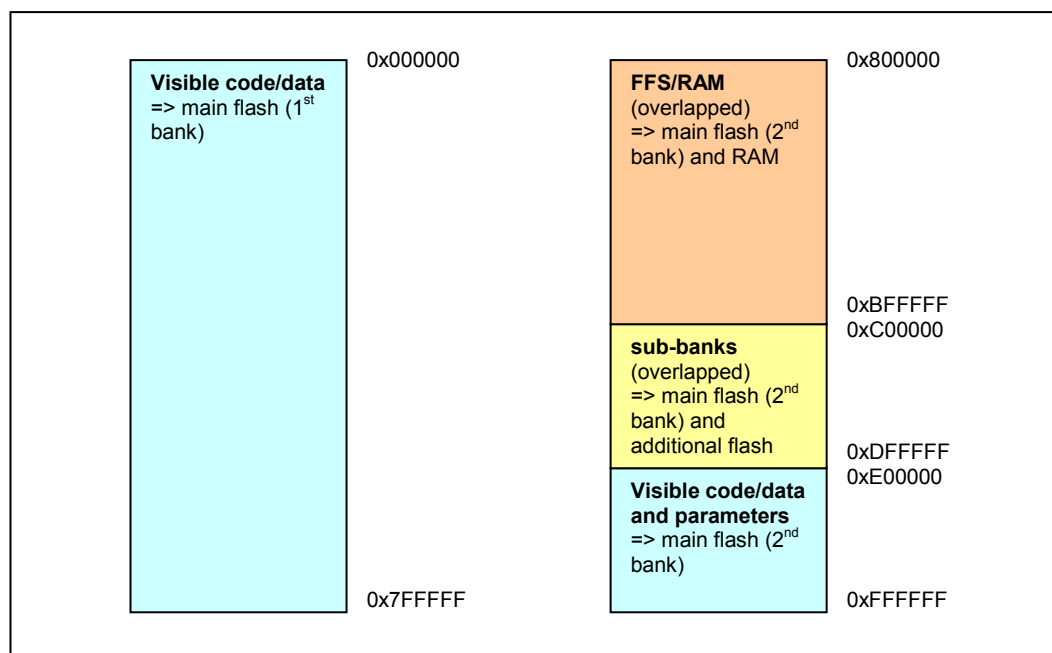 Visible code/data
=> main flash (1st
bank)
0x000000
0x7FFFFF
FFS/RAM
(overlapped)
=> main flash (2nd
bank) and RAM
0x800000
0xBFFFFF
0xC00000
sub-banks
(overlapped)
=> main flash (2nd
bank) and
additional flash
0xDFFFFF
0xE00000
Visible code/data
and parameters
=> main flash (2nd
bank)
0xFFFFFF